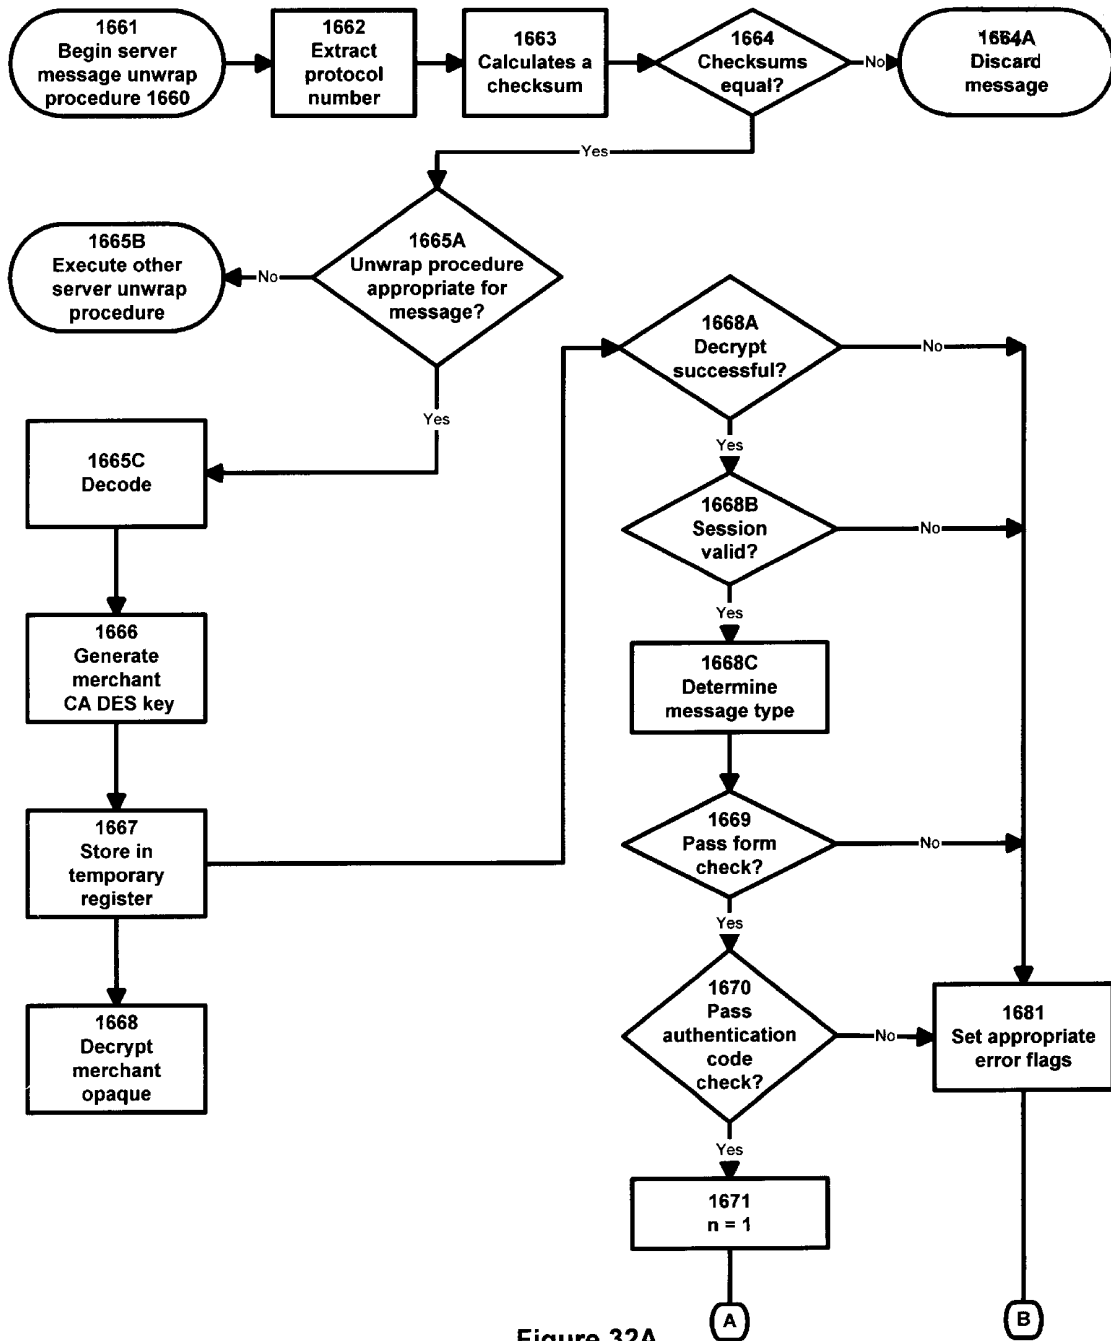 1661
Begin server
message unwrap
procedure 1660
1662
Extract
protocol
number
1663
Calculates a
checksum
1664
Checksums
equal?
No
1664A
Discard
message
Yes
1665A
Unwrap procedure
appropriate for
message?
No
1665B
Execute other
server unwrap
procedure
Yes
1665C
Decode
1666
Generate
merchant
CA DES key
1667
Store in
temporary
register
1668
Decrypt
merchant
opaque
1668A
Decrypt
successful?
No
Yes
1668B
Session
valid?
No
Yes
1668C
Determine
message type
1669
Pass form
check?
No
Yes
1670
Pass
authentication
code
check?
No
1681
Set appropriate
error flags
Yes
1671
n = 1
A
B
Figure 32A